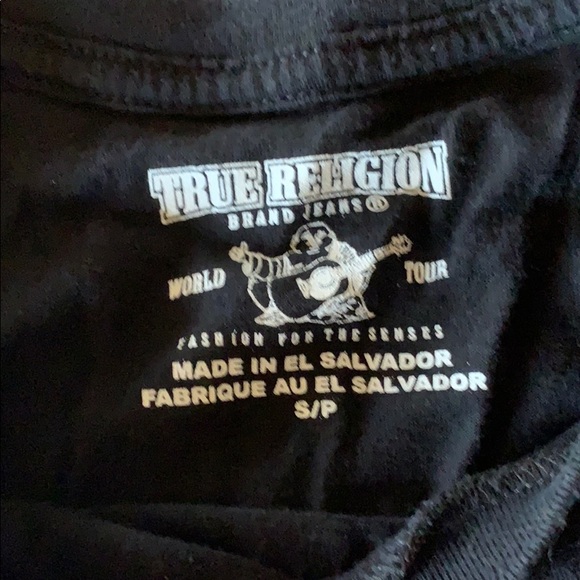 TRUE RELIGION
BRAND JEANS®
WORLD TOUR
FASHION FOR THE SENSES
MADE IN EL SALVADOR
FABRIQUE AU EL SALVADOR
S/P